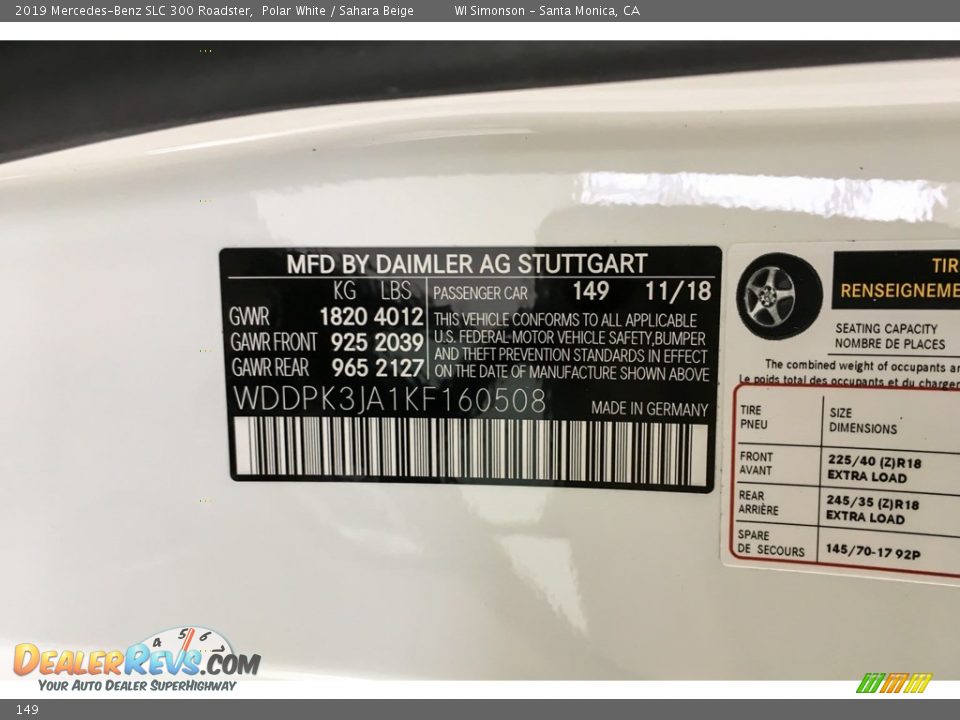 2019 Mercedes-Benz SLC 300 Roadster, Polar White / Sahara Beige WI Simonson - Santa Monica, CA
MFD BY DAIMLER AG STUTTGART
KG LBS PASSENGER CAR 149 11/18
GVWR 1820 4012 THIS VEHICLE CONFORMS TO ALL APPLICABLE
GAWR FRONT 925 2039 U.S. FEDERAL MOTOR VEHICLE SAFETY,BUMPER
AND THEFT PREVENTION STANDARDS IN EFFECT
GAWR REAR 965 2127 ON THE DATE OF MANUFACTURE SHOWN ABOVE
WDDPK3JA1KF160508 MADE IN GERMANY
TIR
RENSEIGNEME
SEATING CAPACITY
NOMBRE DE PLACES
The combined weight of occupants an
Le poids total des occupants et du charge
TIRE SIZE
PNEU DIMENSIONS
FRONT 225/40 (Z)R18
AVANT EXTRA LOAD
REAR 245/35 (Z)R18
ARRIÈRE EXTRA LOAD
SPARE
DE SECOURS 145/70-17 92P
4 5 6
DEALERREVS.COM
YOUR AUTO DEALER SUPERHIGHWAY
149